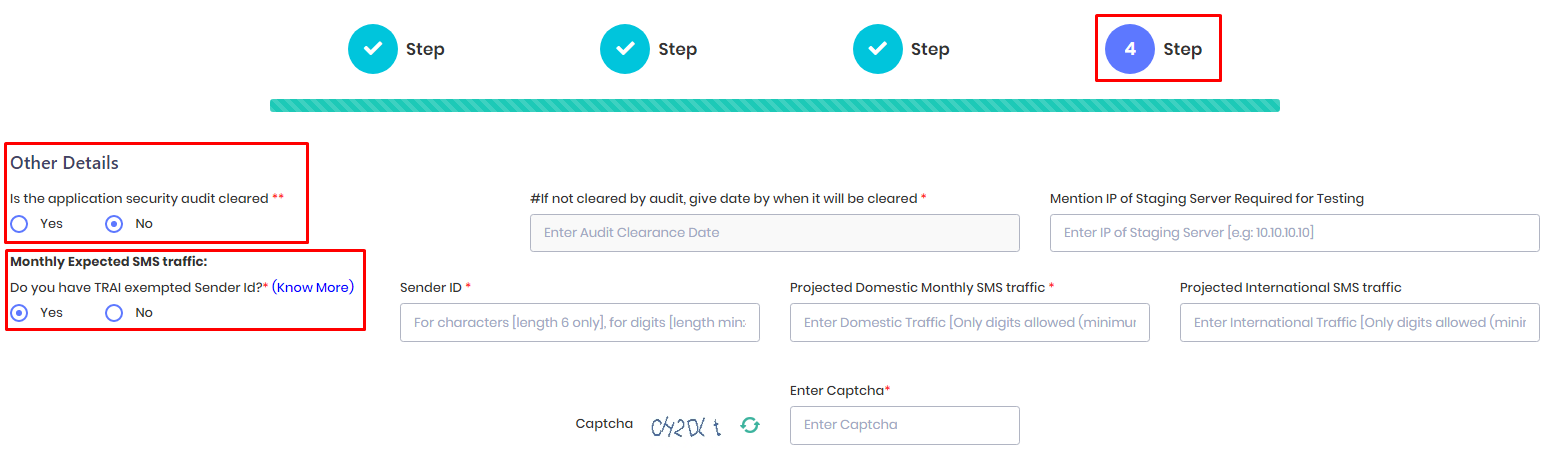 Step
Step
Step
4 Step
Other Details
Is the application security audit cleared **
Yes No
#If not cleared by audit, give date by when it will be cleared *
Enter Audit Clearance Date
Mention IP of Staging Server Required for Testing
Enter IP of Staging Server [e.g: 10.10.10.10]
Monthly Expected SMS traffic:
Do you have TRAI exempted Sender Id?* (Know More)
Yes No
Sender ID *
For characters [length 6 only], for digits [length min:
Projected Domestic Monthly SMS traffic *
Enter Domestic Traffic [Only digits allowed (minimur
Projected International SMS traffic
Enter International Traffic [Only digits allowed (minir
Captcha
Enter Captcha*
Enter Captcha